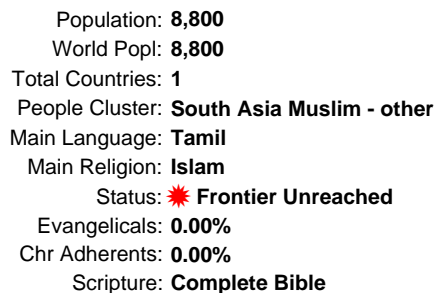 Population: 8,800
World Popl: 8,800
Total Countries: 1
People Cluster: South Asia Muslim - other
Main Language: Tamil
Main Religion: Islam
Status: Frontier Unreached
Evangelicals: 0.00%
Chr Adherents: 0.00%
Scripture: Complete Bible